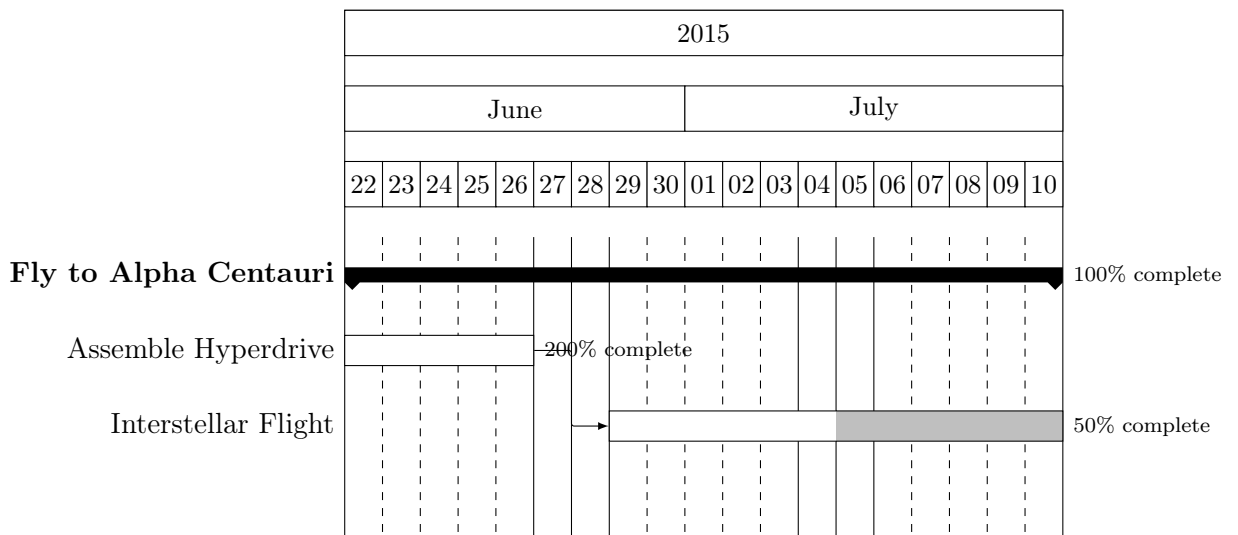 2015
June July
22 23 24 25 26 27 28 29 30 01 02 03 04 05 06 07 08 09 10
Fly to Alpha Centauri 100% complete
Assemble Hyperdrive 200% complete
Interstellar Flight 50% complete